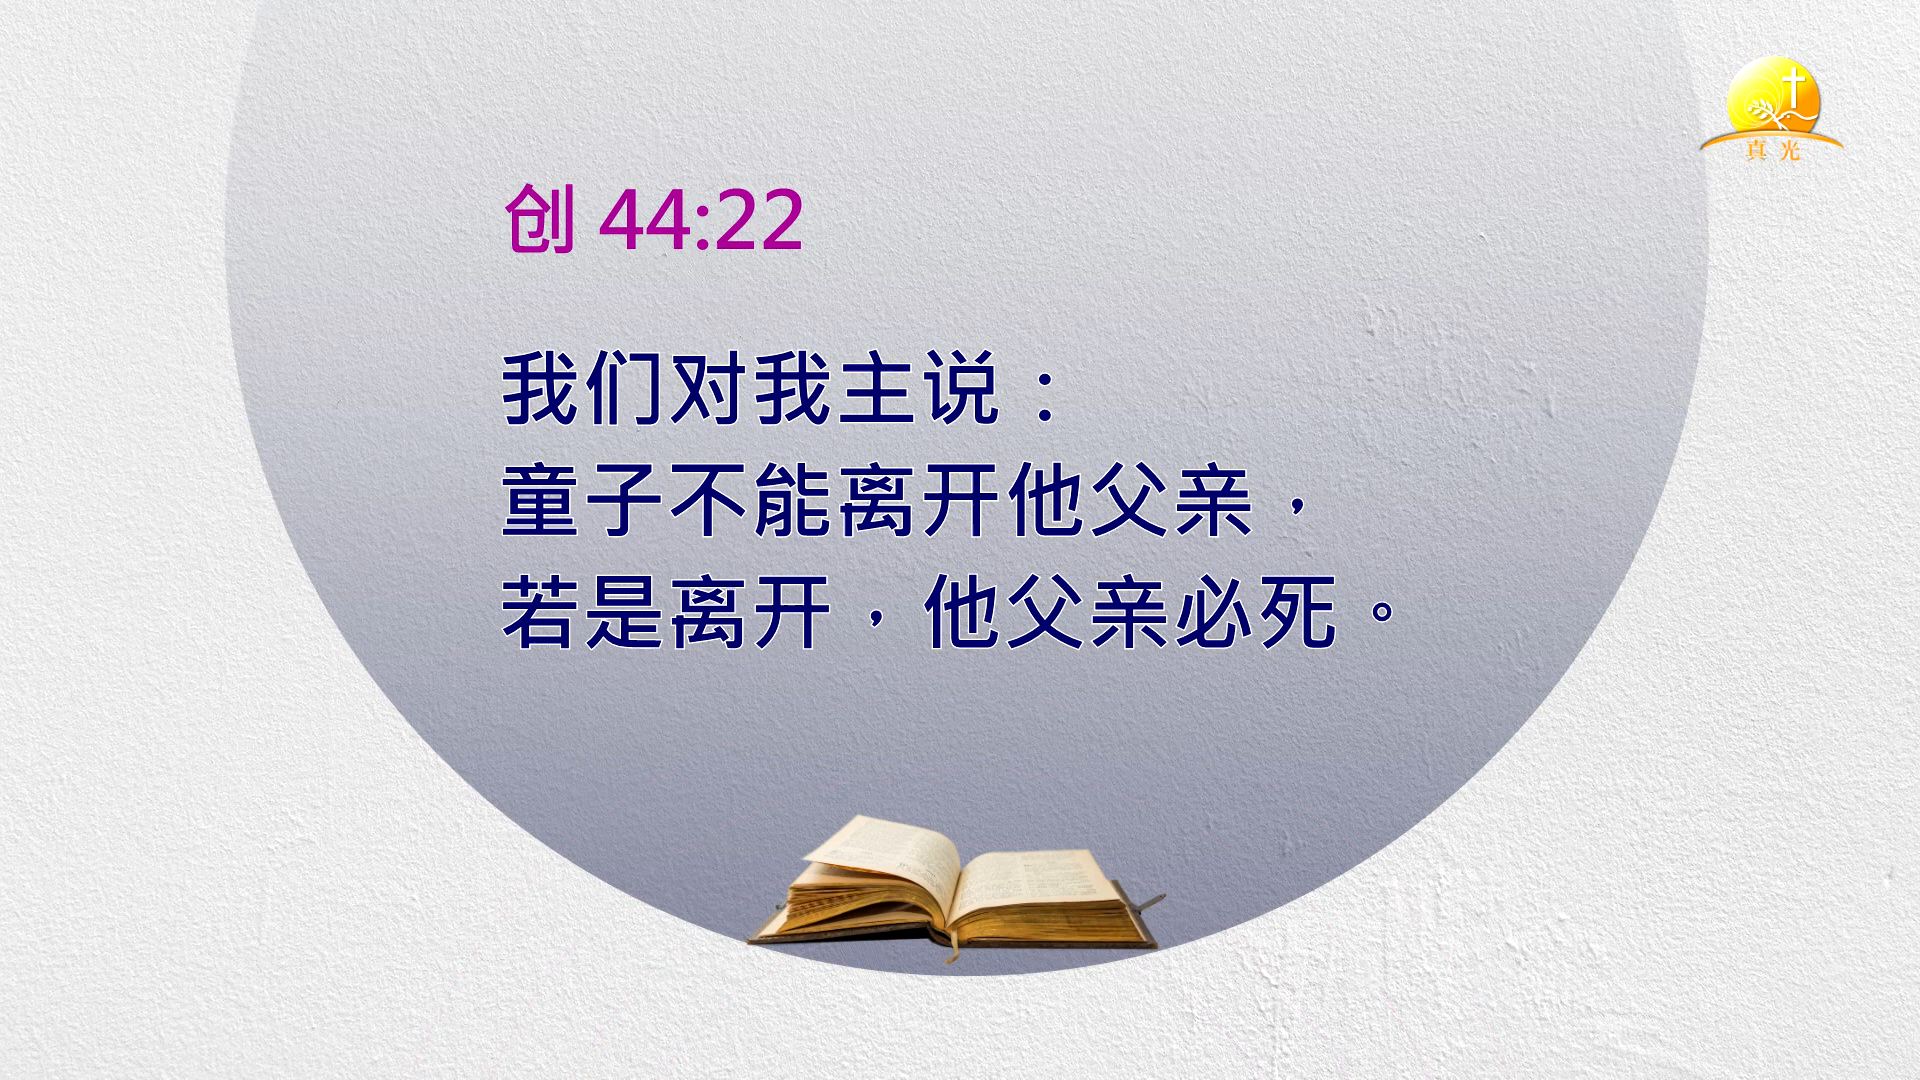 真光
创 44:22
我们对我主说：
童子不能离开他父亲，
若是离开，他父亲必死。